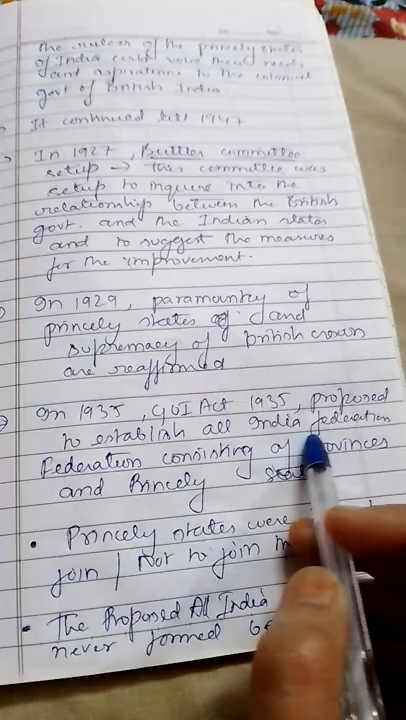 the rulers of the princely states
of India could voice their needs
and aspirations to the colonial
govt of British India
It continued till 1947
In 1927, Buttler committee
setup → this committee was
setup to inquire into the
relationship between the British
govt. and the Indian states
and to suggest the measures
for the improvement.
In 1929, paramountcy of
princely states and
supremacy of British crown
are reaffirmed
In 1935, GOI Act 1935, proposed
to establish all India federation
Federation consisting of provinces
and Princely
• Princely states were
join / Not to join
• The Proposed All India
never formed